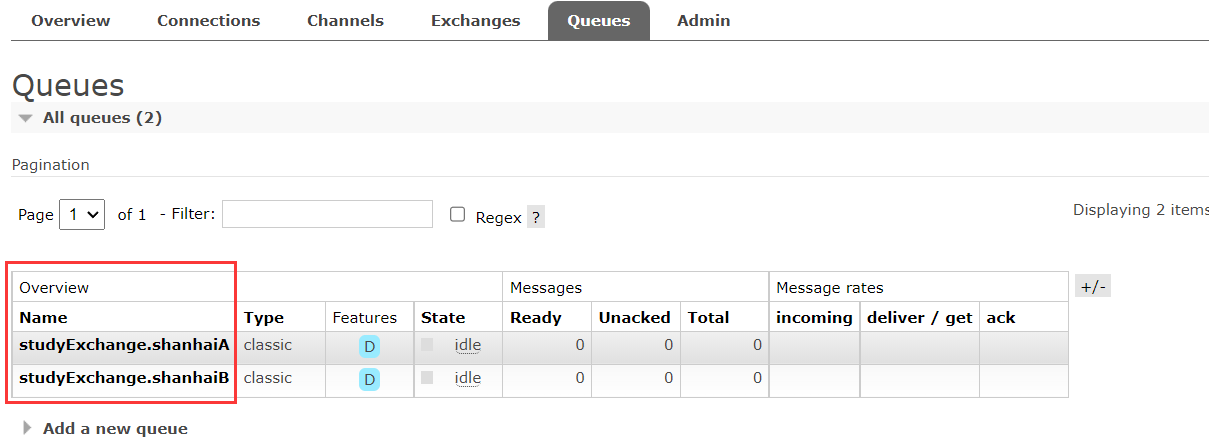 Overview Connections Channels Exchanges Queues Admin
Queues
All queues (2)
Pagination
Page 1 of 1 - Filter: Regex ? Displaying 2 items
Overview Messages Message rates +/-
Name Type Features State Ready Unacked Total incoming deliver / get ack
studyExchange.shanhaiA classic D idle 0 0 0
studyExchange.shanhaiB classic D idle 0 0 0
Add a new queue